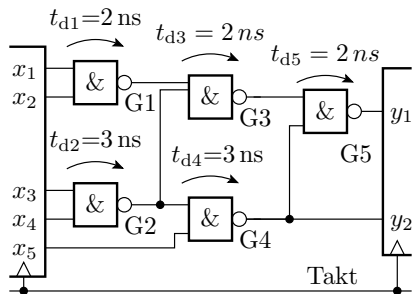 t_d1=2 ns
t_d3 = 2 ns
t_d5 = 2 ns
x_1
x_2
&
G1
&
G3
&
y_1
t_d2=3 ns
t_d4=3 ns
G5
x_3
x_4
x_5
&
G2
&
G4
y_2
Takt